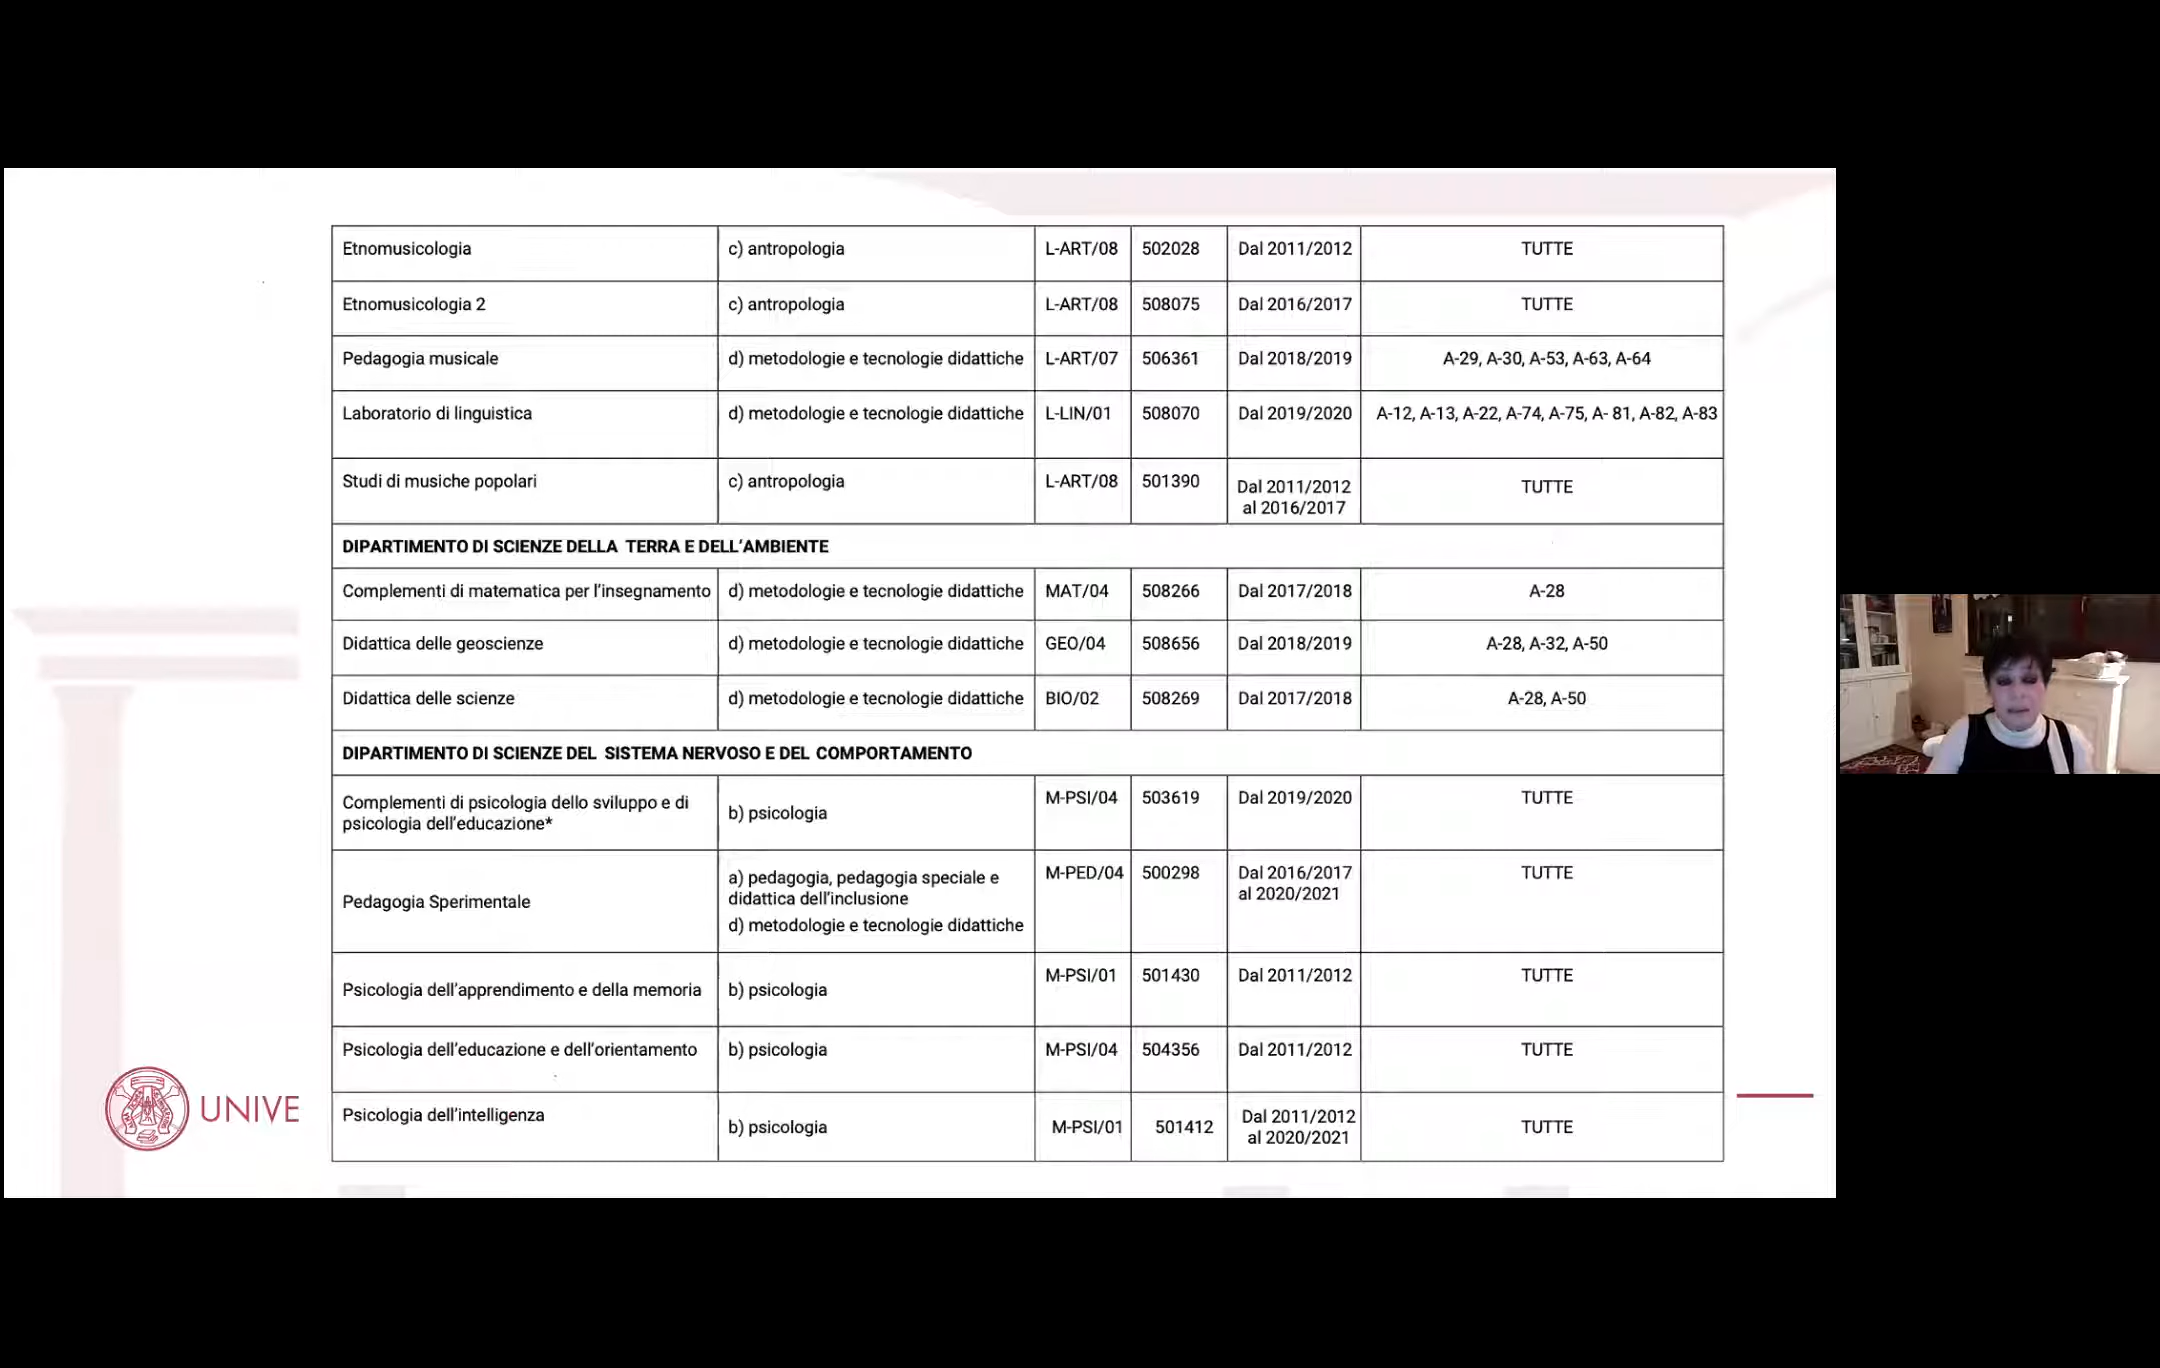 Etnomusicologia c) antropologia L-ART/08 502028 Dal 2011/2012 TUTTE
Etnomusicologia 2 c) antropologia L-ART/08 508075 Dal 2016/2017 TUTTE
Pedagogia musicale d) metodologie e tecnologie didattiche L-ART/07 506361 Dal 2018/2019 A-29, A-30, A-53, A-63, A-64
Laboratorio di linguistica d) metodologie e tecnologie didattiche L-LIN/01 508070 Dal 2019/2020 A-12, A-13, A-22, A-74, A-75, A- 81, A-82, A-83
Studi di musiche popolari c) antropologia L-ART/08 501390 Dal 2011/2012 TUTTE
al 2016/2017
DIPARTIMENTO DI SCIENZE DELLA TERRA E DELL'AMBIENTE
Complementi di matematica per l'insegnamento d) metodologie e tecnologie didattiche MAT/04 508266 Dal 2017/2018 A-28
Didattica delle geoscienze d) metodologie e tecnologie didattiche GEO/04 508656 Dal 2018/2019 A-28, A-32, A-50
Didattica delle scienze d) metodologie e tecnologie didattiche BIO/02 508269 Dal 2017/2018 A-28, A-50
DIPARTIMENTO DI SCIENZE DEL SISTEMA NERVOSO E DEL COMPORTAMENTO
Complementi di psicologia dello sviluppo e di b) psicologia M-PSI/04 503619 Dal 2019/2020 TUTTE
psicologia dell'educazione*
Pedagogia Sperimentale a) pedagogia, pedagogia speciale e M-PED/04 500298 Dal 2016/2017 TUTTE
didattica dell'inclusione al 2020/2021
d) metodologie e tecnologie didattiche
Psicologia dell'apprendimento e della memoria b) psicologia M-PSI/01 501430 Dal 2011/2012 TUTTE
Psicologia dell'educazione e dell'orientamento b) psicologia M-PSI/04 504356 Dal 2011/2012 TUTTE
Psicologia dell'intelligenza b) psicologia M-PSI/01 501412 Dal 2011/2012 TUTTE
al 2020/2021
UNIVE